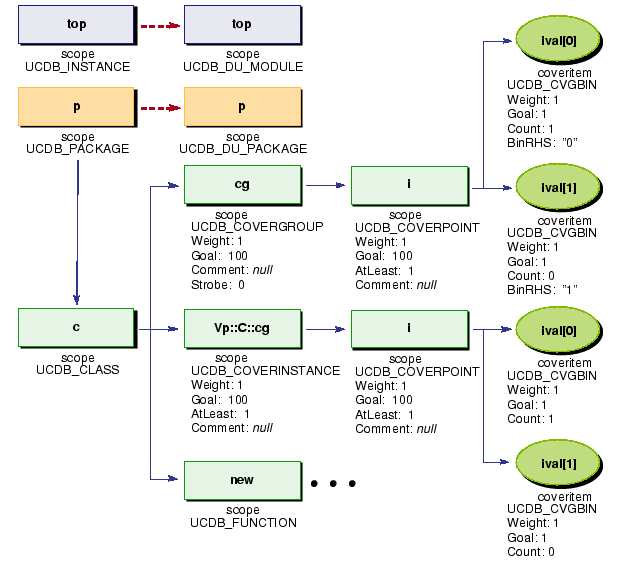 top
scope
UCDB_INSTANCE
top
scope
UCDB_DU_MODULE
p
scope
UCDB_PACKAGE
p
scope
UCDB_DU_PACKAGE
cg
scope
UCDB_COVERGROUP
Weight: 1
Goal: 100
Comment: null
Strobe: 0
i
scope
UCDB_COVERPOINT
Weight: 1
Goal: 100
AtLeast: 1
Comment: null
ival[0]
coveritem
UCDB_CVGBIN
Weight: 1
Goal: 1
Count: 1
BinRHS: "0"
ival[1]
coveritem
UCDB_CVGBIN
Weight: 1
Goal: 1
Count: 0
BinRHS: "1"
c
scope
UCDB_CLASS
Vp::C::cg
scope
UCDB_COVERINSTANCE
Weight: 1
Goal: 100
AtLeast: 1
Comment: null
i
scope
UCDB_COVERPOINT
Weight: 1
Goal: 100
AtLeast: 1
Comment: null
ival[0]
coveritem
UCDB_CVGBIN
Weight: 1
Goal: 1
Count: 1
ival[1]
coveritem
UCDB_CVGBIN
Weight: 1
Goal: 1
Count: 0
new
scope
UCDB_FUNCTION
• • •